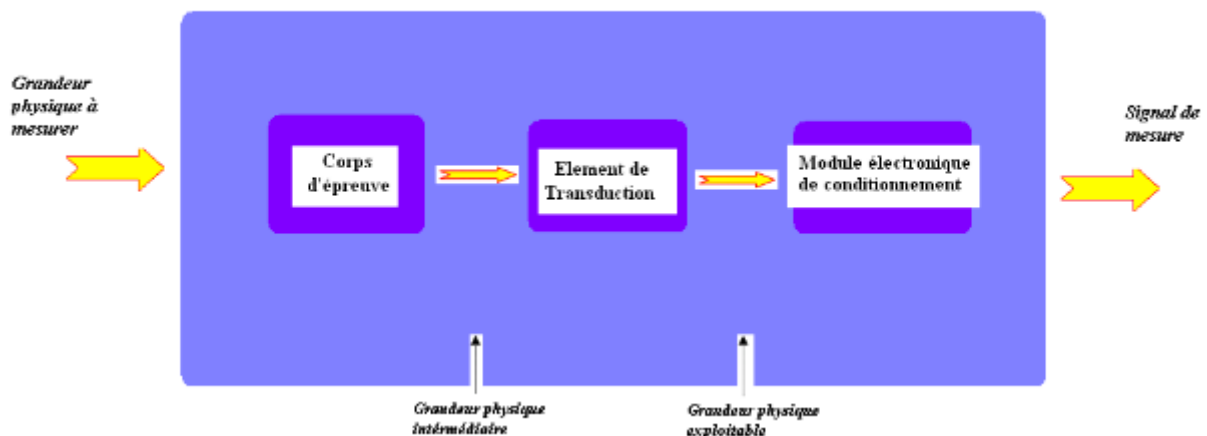 Grandeur
physique à
mesurer
Corps
d'épreuve
Element de
Transduction
Module électronique
de conditionnement
Signal de
mesure
Grandeur physique
intérmédiaire
Grandeur physique
exploitable